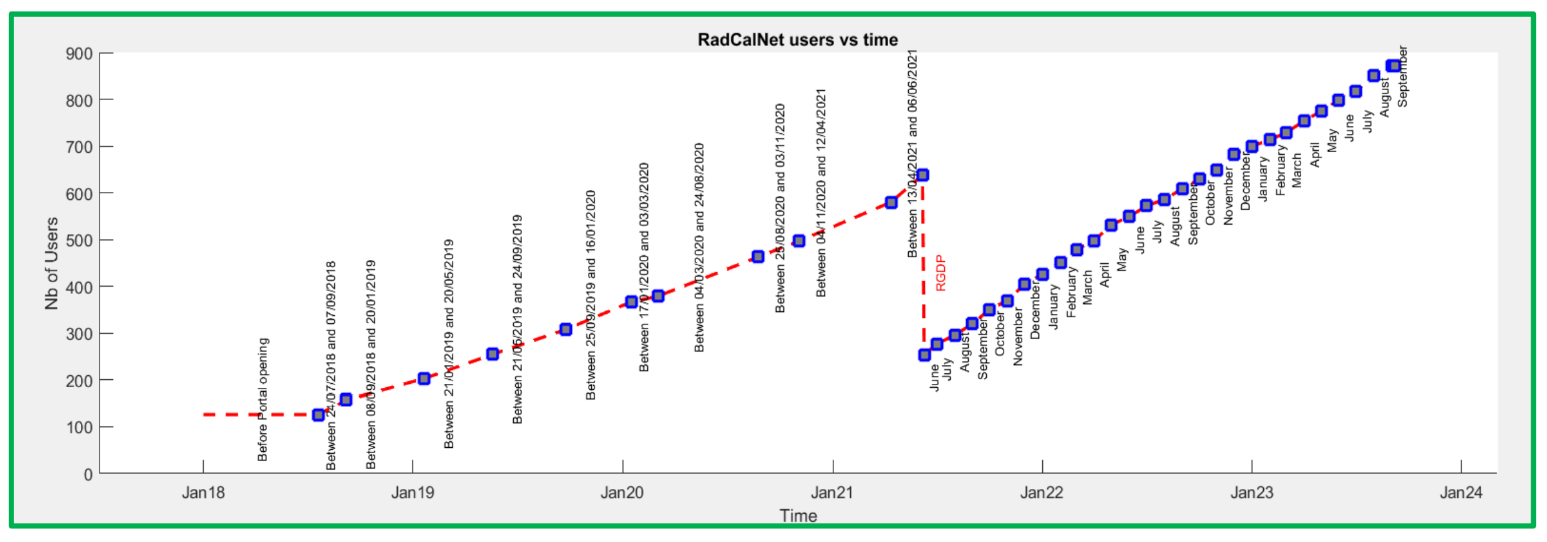 RadCalNet users vs time
900
800
700
600
500
400
300
200
100
0
Nb of Users
Before Portal opening
Between 24/07/2018 and 07/09/2018
Between 08/09/2018 and 20/01/2019
Between 21/01/2019 and 20/05/2019
Between 21/05/2019 and 24/09/2019
Between 25/09/2019 and 16/01/2020
Between 17/01/2020 and 03/03/2020
Between 04/03/2020 and 24/08/2020
Between 25/08/2020 and 03/11/2020
Between 04/11/2020 and 12/04/2021
Between 13/04/2021 and 06/06/2021
RGDP
June
July
August
September
October
November
December
January
February
March
April
May
June
July
August
September
October
November
December
January
February
March
April
May
June
July
August
September
Jan18
Jan19
Jan20
Jan21
Jan22
Jan23
Jan24
Time